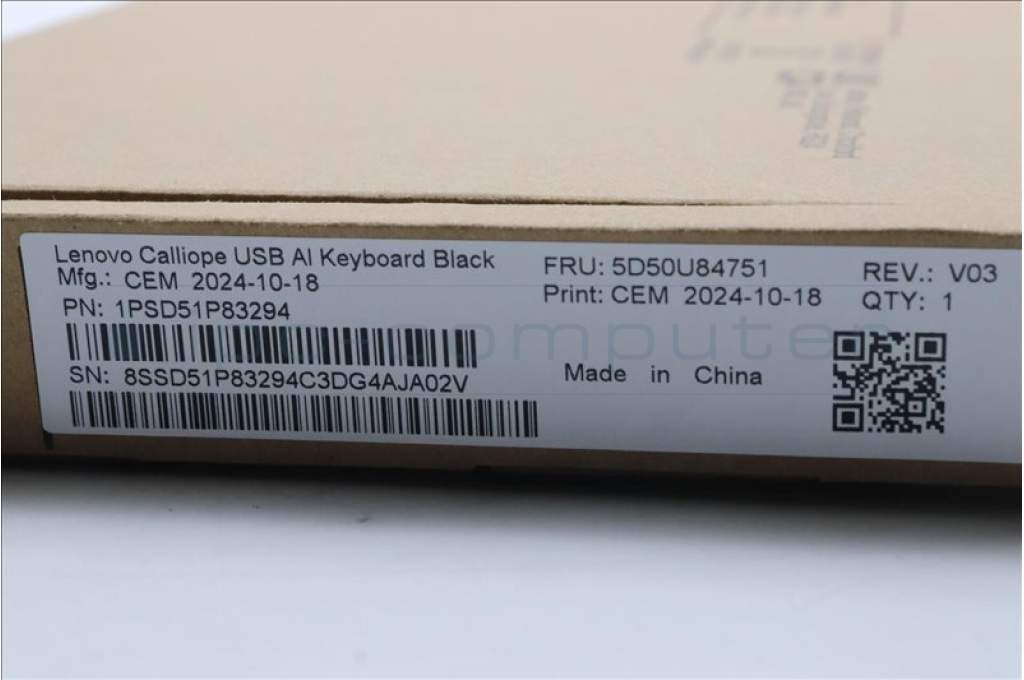 Lenovo Calliope USB AI Keyboard Black
Mfg.: CEM 2024-10-18
PN: 1PSD51P83294
SN: 8SSD51P83294C3DG4AJA02V
FRU: 5D50U84751
Print: CEM 2024-10-18
Made in China
REV.: V03
QTY: 1
computer